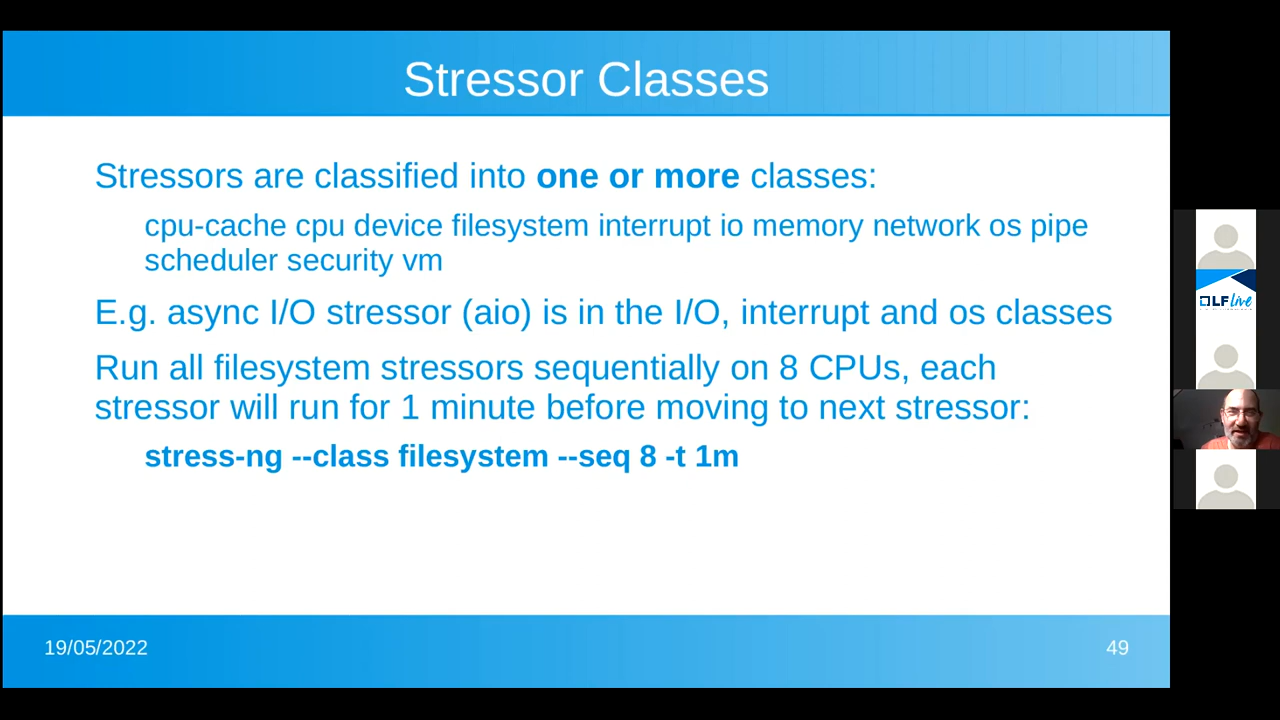 Stressor Classes
Stressors are classified into one or more classes:
cpu-cache cpu device filesystem interrupt io memory network os pipe
scheduler security vm
E.g. async I/O stressor (aio) is in the I/O, interrupt and os classes
Run all filesystem stressors sequentially on 8 CPUs, each
stressor will run for 1 minute before moving to next stressor:
stress-ng --class filesystem --seq 8 -t 1m
19/05/2022
49
LF Live